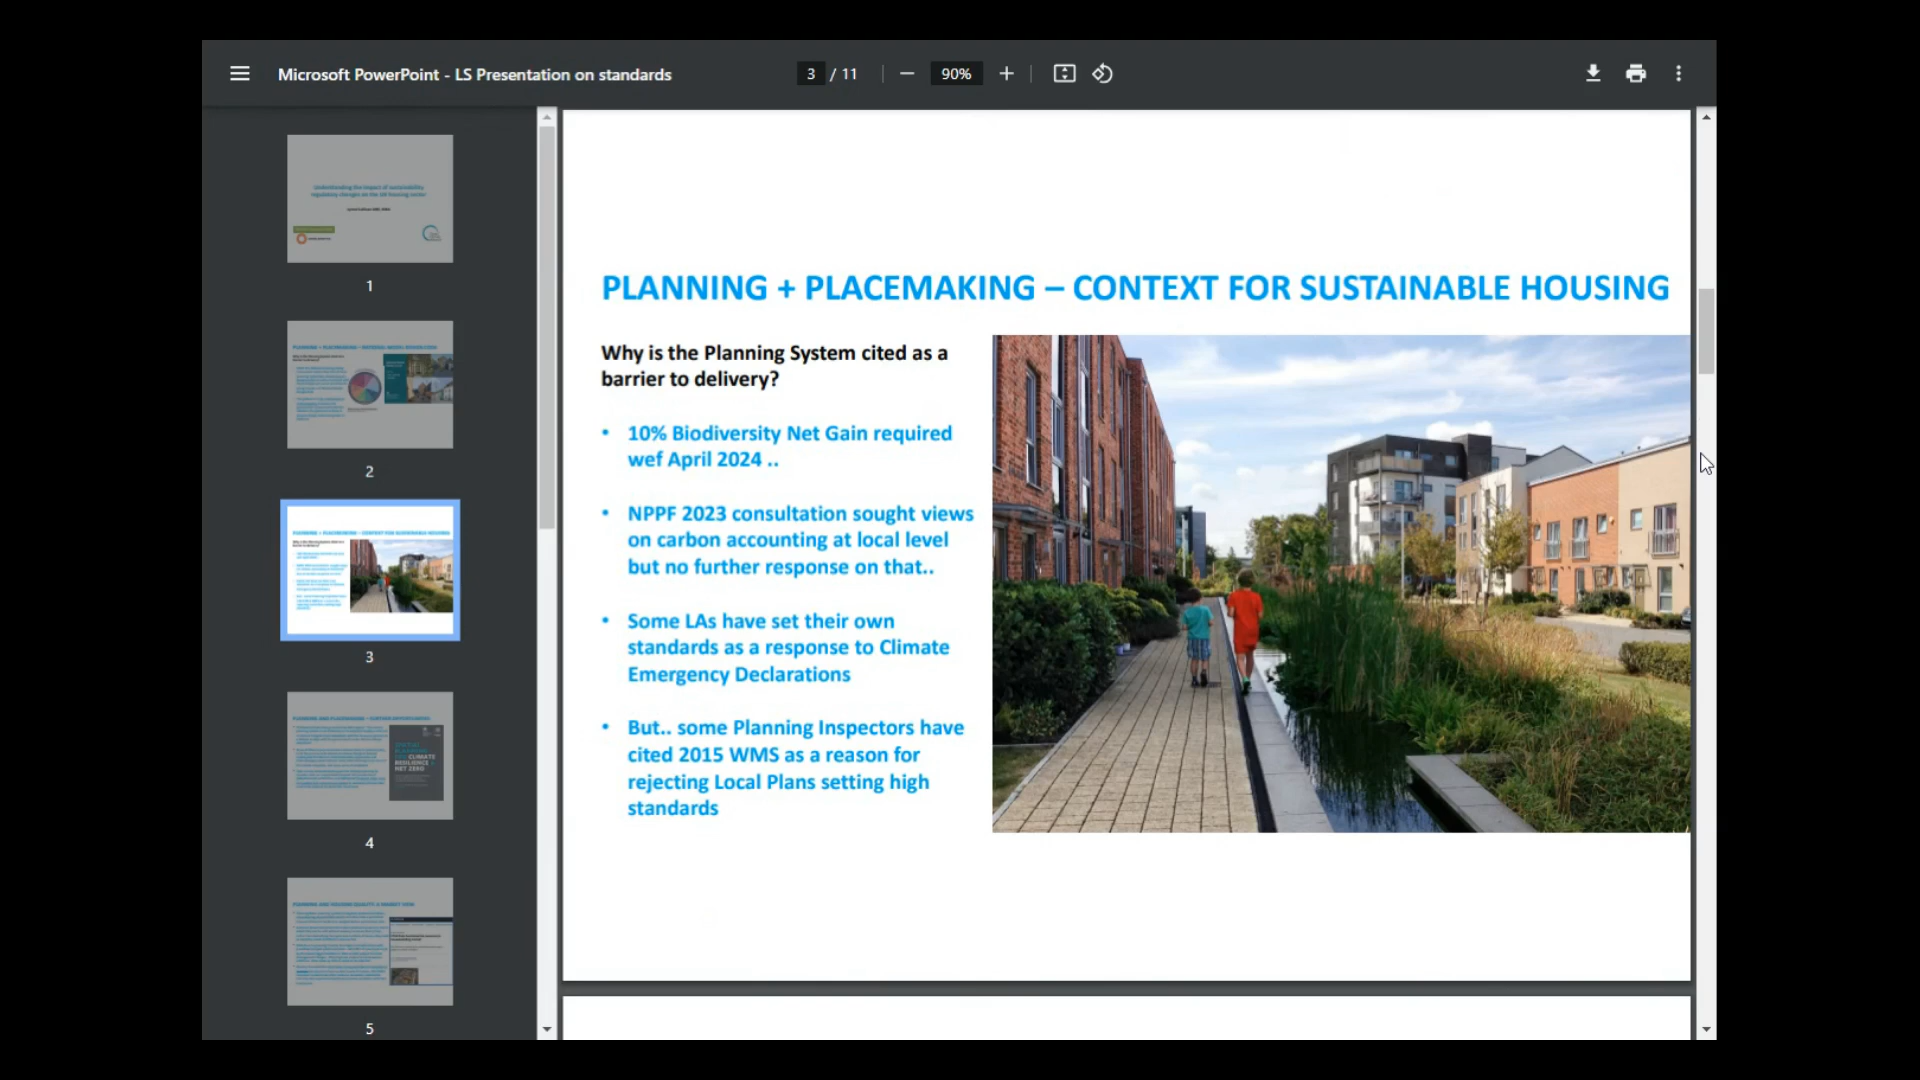 Microsoft PowerPoint - LS Presentation on standards
3 / 11
90%
1
2
3
4
5
PLANNING + PLACEMAKING – CONTEXT FOR SUSTAINABLE HOUSING
Why is the Planning System cited as a
barrier to delivery?
• 10% Biodiversity Net Gain required
wef April 2024 ..
• NPPF 2023 consultation sought views
on carbon accounting at local level
but no further response on that..
• Some LAs have set their own
standards as a response to Climate
Emergency Declarations
• But.. some Planning Inspectors have
cited 2015 WMS as a reason for
rejecting Local Plans setting high
standards